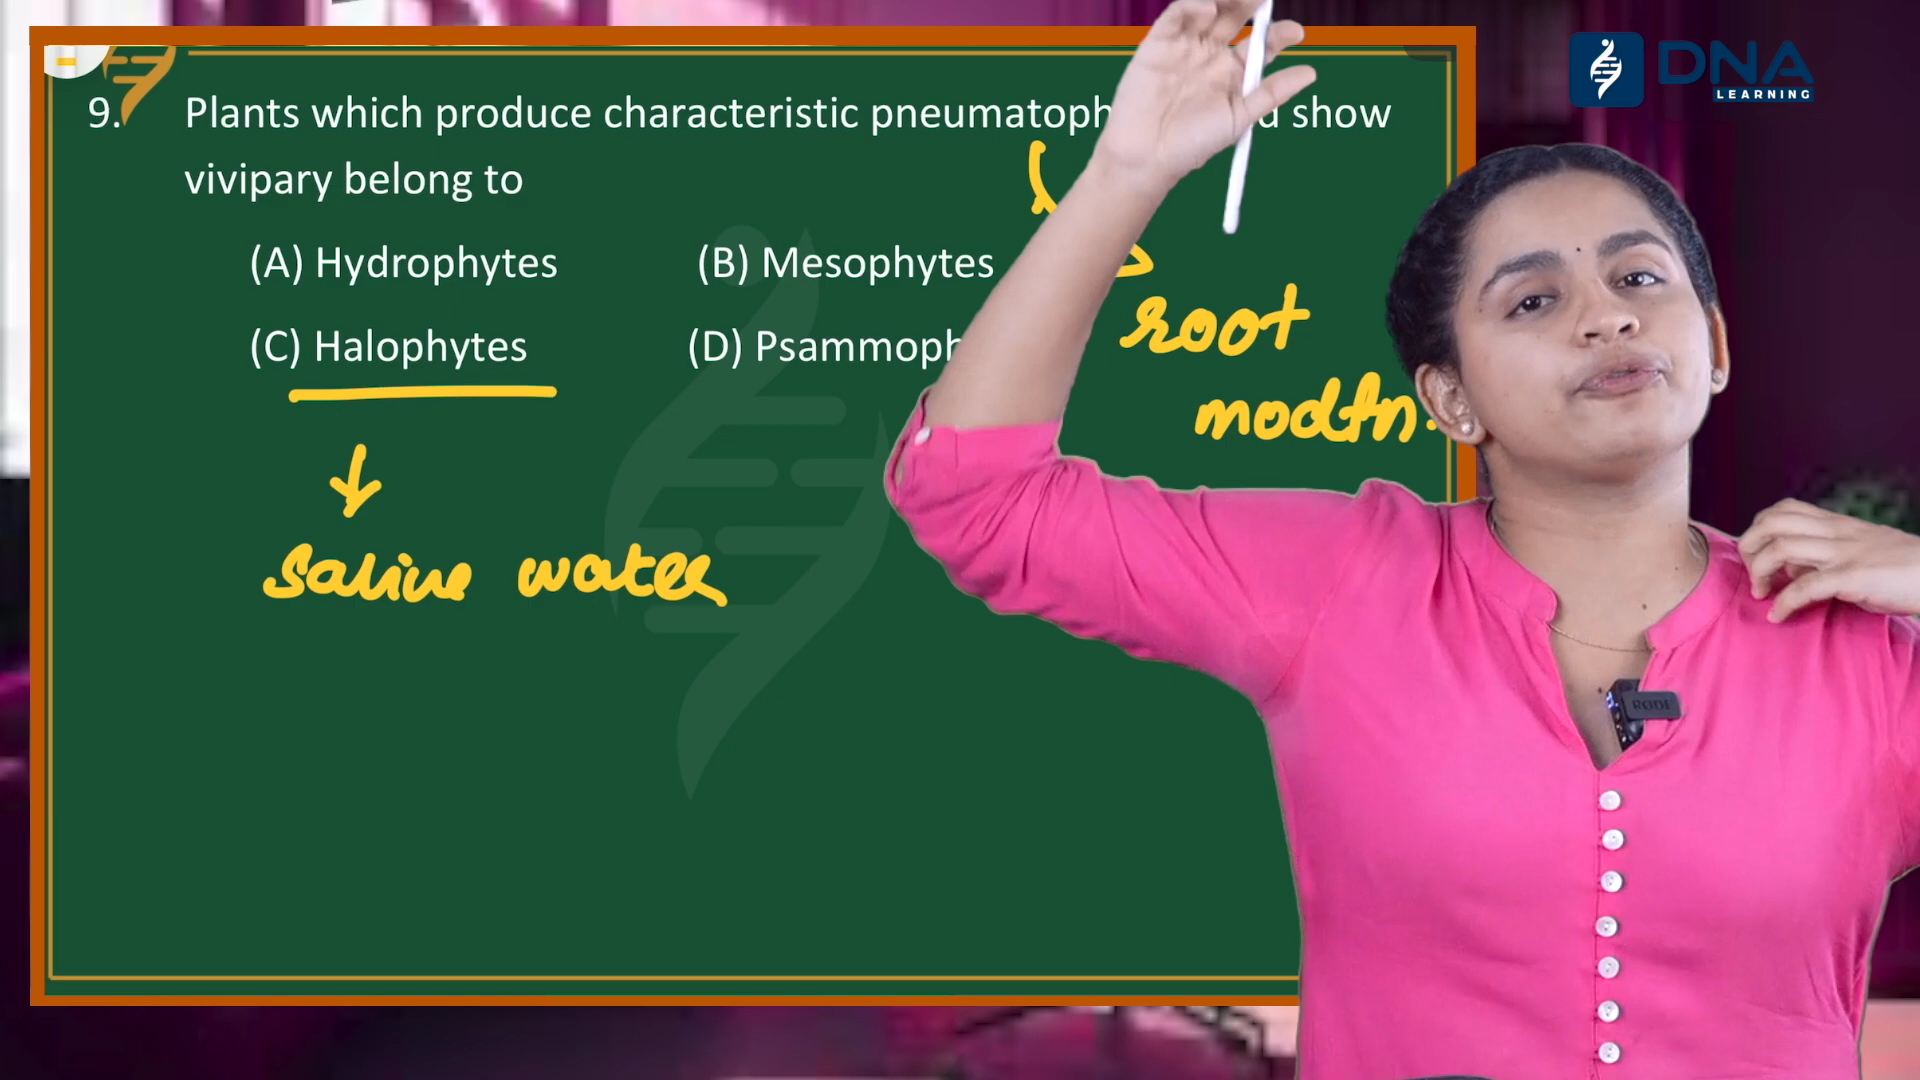 DNA
LEARNING
9. Plants which produce characteristic pneumatoph show
vivipary belong to
(A) Hydrophytes (B) Mesophytes
(C) Halophytes (D) Psammoph
root
modfn.
saline water
RODE